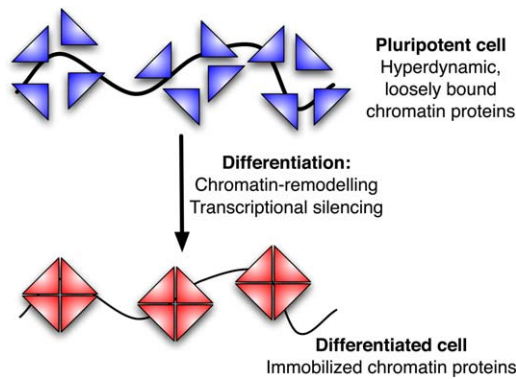 Pluripotent cell
Hyperdynamic,
loosely bound
chromatin proteins
Differentiation:
Chromatin-remodelling
Transcriptional silencing
Differentiated cell
Immobilized chromatin proteins